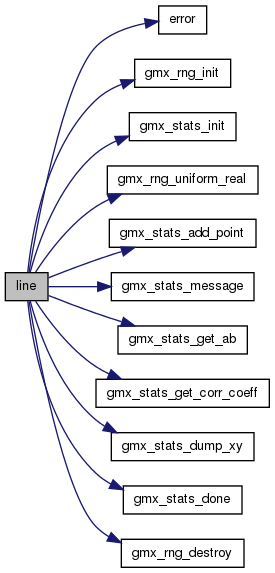 error
gmx_rng_init
gmx_stats_init
gmx_rng_uniform_real
gmx_stats_add_point
line
gmx_stats_message
gmx_stats_get_ab
gmx_stats_get_corr_coeff
gmx_stats_dump_xy
gmx_stats_done
gmx_rng_destroy